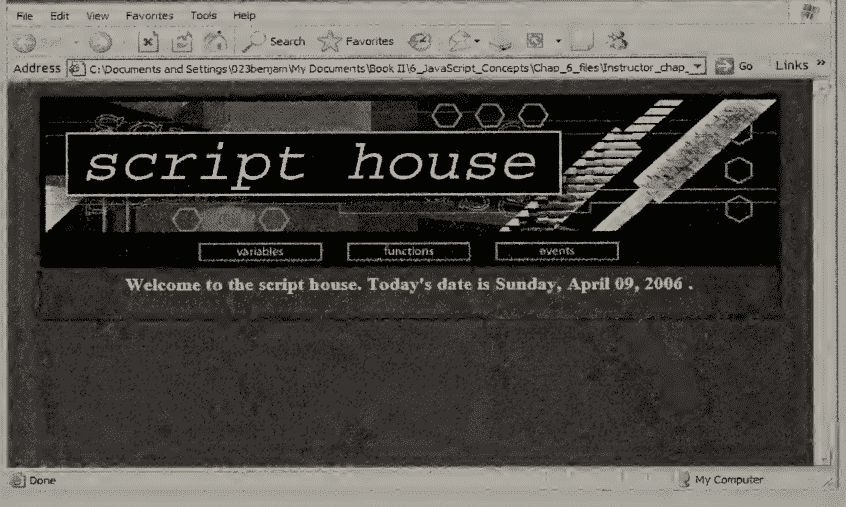 File Edit View Favorites Tools Help
Search Favorites
Address C:\Documents and Settings\023benjam\My Documents\Book II\6_JavaScript_Concepts\Chap_6_files\Instructor_chap_ Go Links »
script house
variables functions events
Welcome to the script house. Today's date is Sunday, April 09, 2006 .
Done My Computer